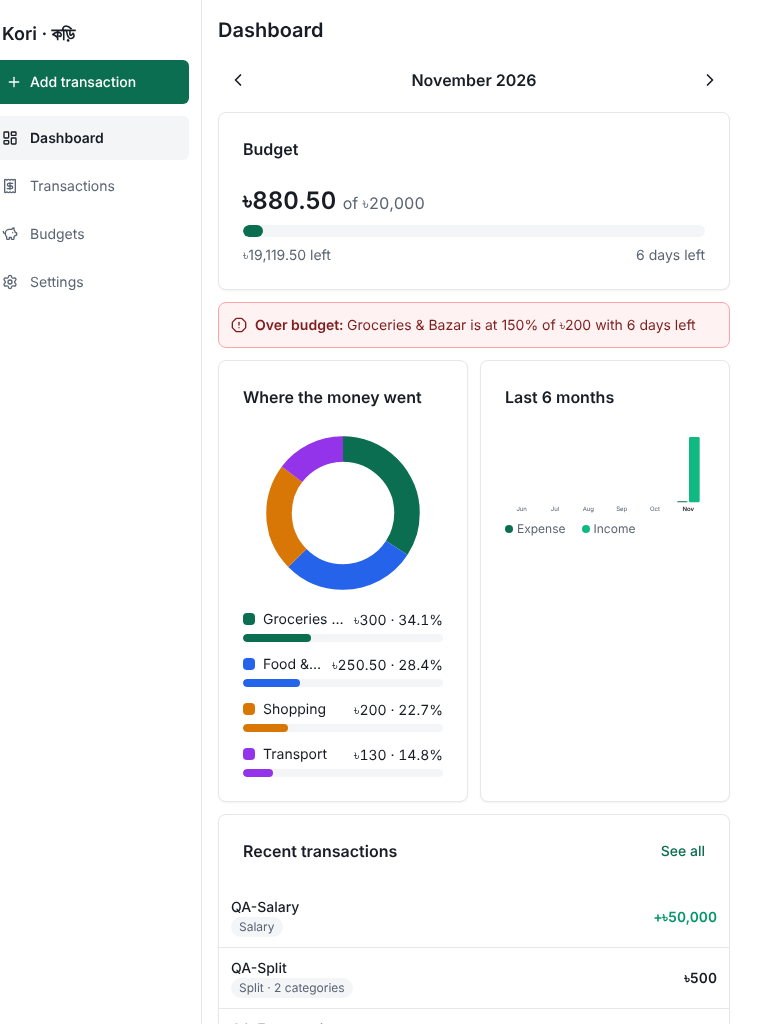 Kori · কড়ি
Add transaction
Dashboard
Transactions
Budgets
Settings
Dashboard
November 2026
Budget
৳880.50 of ৳20,000
৳19,119.50 left
6 days left
Over budget: Groceries & Bazar is at 150% of ৳200 with 6 days left
Where the money went
Groceries ... ৳300 · 34.1%
Food &... ৳250.50 · 28.4%
Shopping ৳200 · 22.7%
Transport ৳130 · 14.8%
Last 6 months
Jun Jul Aug Sep Oct Nov
Expense Income
Recent transactions
See all
QA-Salary
Salary
+৳50,000
QA-Split
Split · 2 categories
৳500